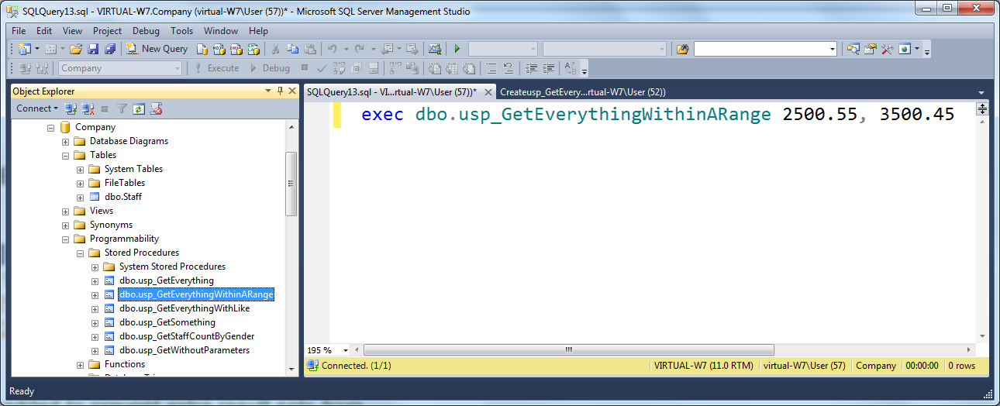 SQLQuery13.sql - VIRTUAL-W7.Company (virtual-W7\User (57))* - Microsoft SQL Server Management Studio
File Edit View Project Debug Tools Window Help
New Query
Company Execute Debug
Object Explorer
Connect
Company
Database Diagrams
Tables
System Tables
FileTables
dbo.Staff
Views
Synonyms
Programmability
Stored Procedures
System Stored Procedures
dbo.usp_GetEverything
dbo.usp_GetEverythingWithinARange
dbo.usp_GetEverythingWithLike
dbo.usp_GetSomething
dbo.usp_GetStaffCountByGender
dbo.usp_GetWithoutParameters
Functions
SQLQuery13.sql - VI...rtual-W7\User (57))* Createusp_GetEvery...rtual-W7\User (52))
exec dbo.usp_GetEverythingWithinARange 2500.55, 3500.45
195 %
Connected. (1/1) VIRTUAL-W7 (11.0 RTM) virtual-W7\User (57) Company 00:00:00 0 rows
Ready